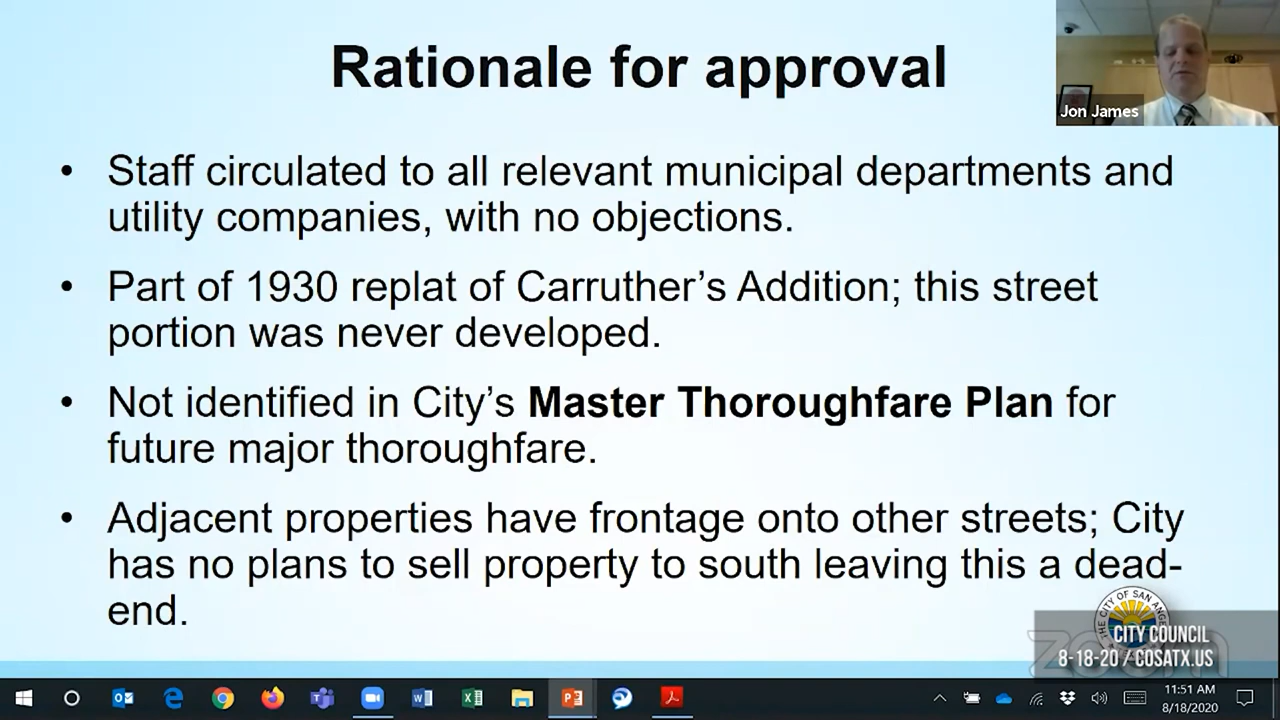 Rationale for approval
Jon James
• Staff circulated to all relevant municipal departments and
utility companies, with no objections.
• Part of 1930 replat of Carruther’s Addition; this street
portion was never developed.
• Not identified in City’s Master Thoroughfare Plan for
future major thoroughfare.
• Adjacent properties have frontage onto other streets; City
has no plans to sell property to south leaving this a dead-
end.
THE CITY OF SAN ANGE
zoom
CITY COUNCIL
8-18-20 / COSATX.US
11:51 AM
8/18/2020